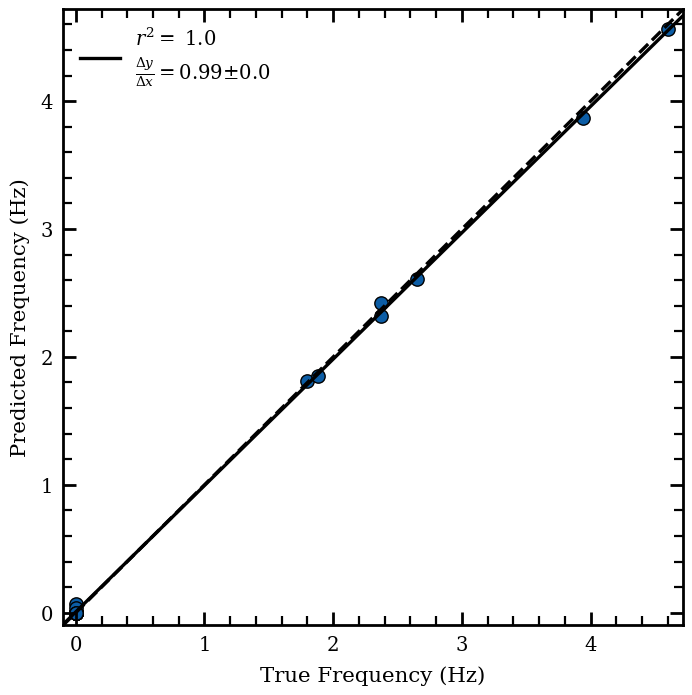 r² = 1.0
Δy/Δx = 0.99±0.0
4
3
2
1
0
Predicted Frequency (Hz)
0 1 2 3 4
True Frequency (Hz)